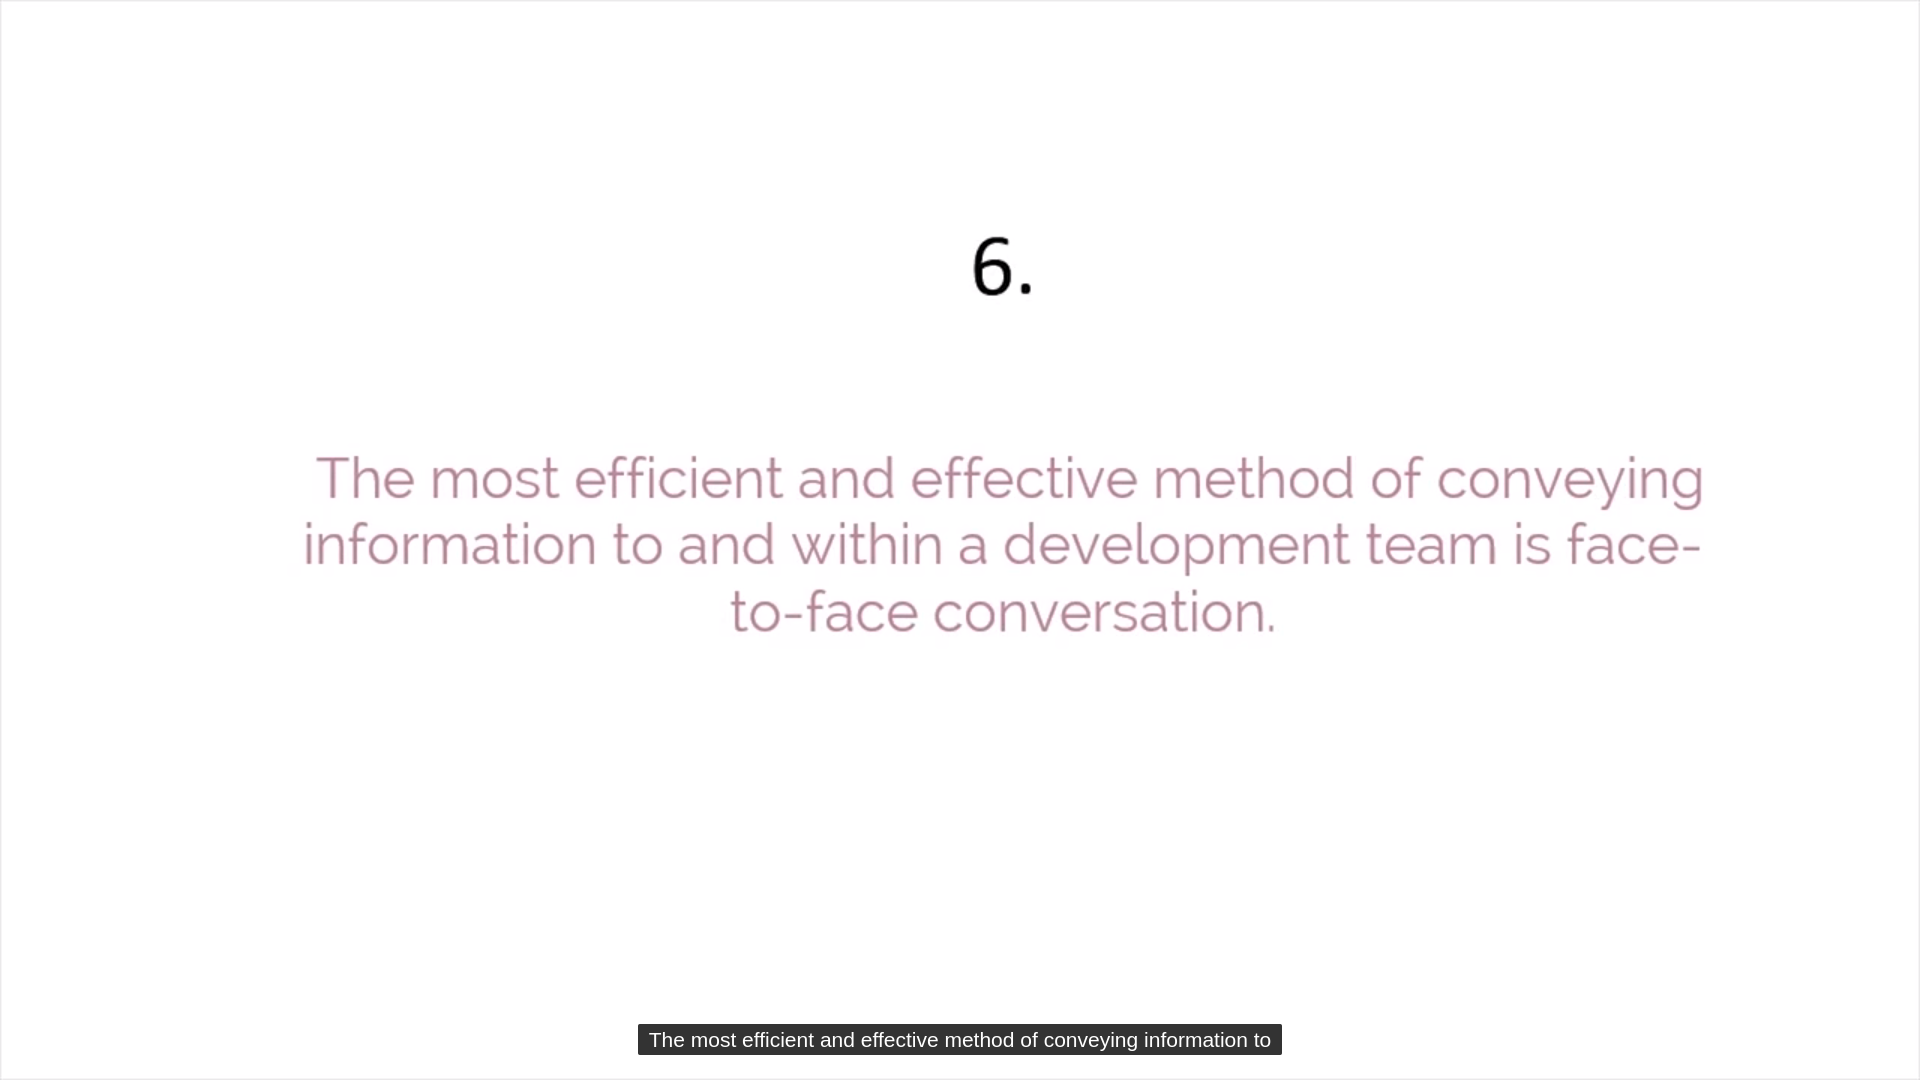 6.
The most efficient and effective method of conveying
information to and within a development team is face-
to-face conversation.
The most efficient and effective method of conveying information to